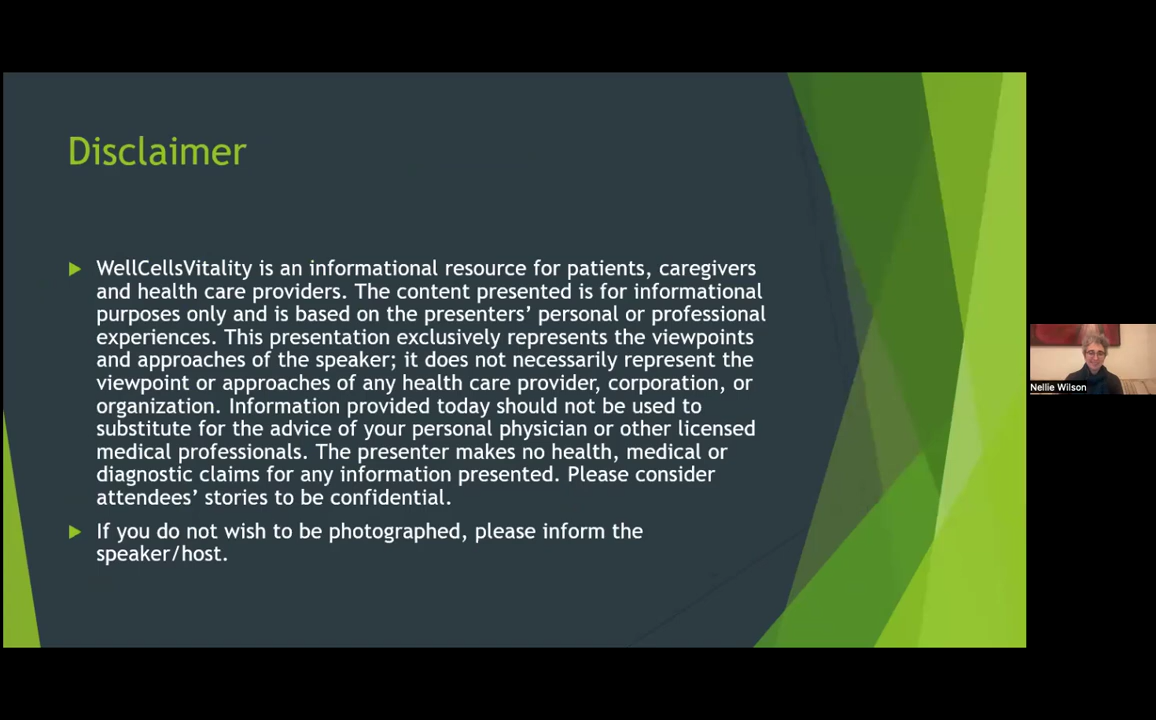 Disclaimer
WellCellsVitality is an informational resource for patients, caregivers
and health care providers. The content presented is for informational
purposes only and is based on the presenters’ personal or professional
experiences. This presentation exclusively represents the viewpoints
and approaches of the speaker; it does not necessarily represent the
viewpoint or approaches of any health care provider, corporation, or
organization. Information provided today should not be used to
substitute for the advice of your personal physician or other licensed
medical professionals. The presenter makes no health, medical or
diagnostic claims for any information presented. Please consider
attendees’ stories to be confidential.
If you do not wish to be photographed, please inform the
speaker/host.
Nellie Wilson